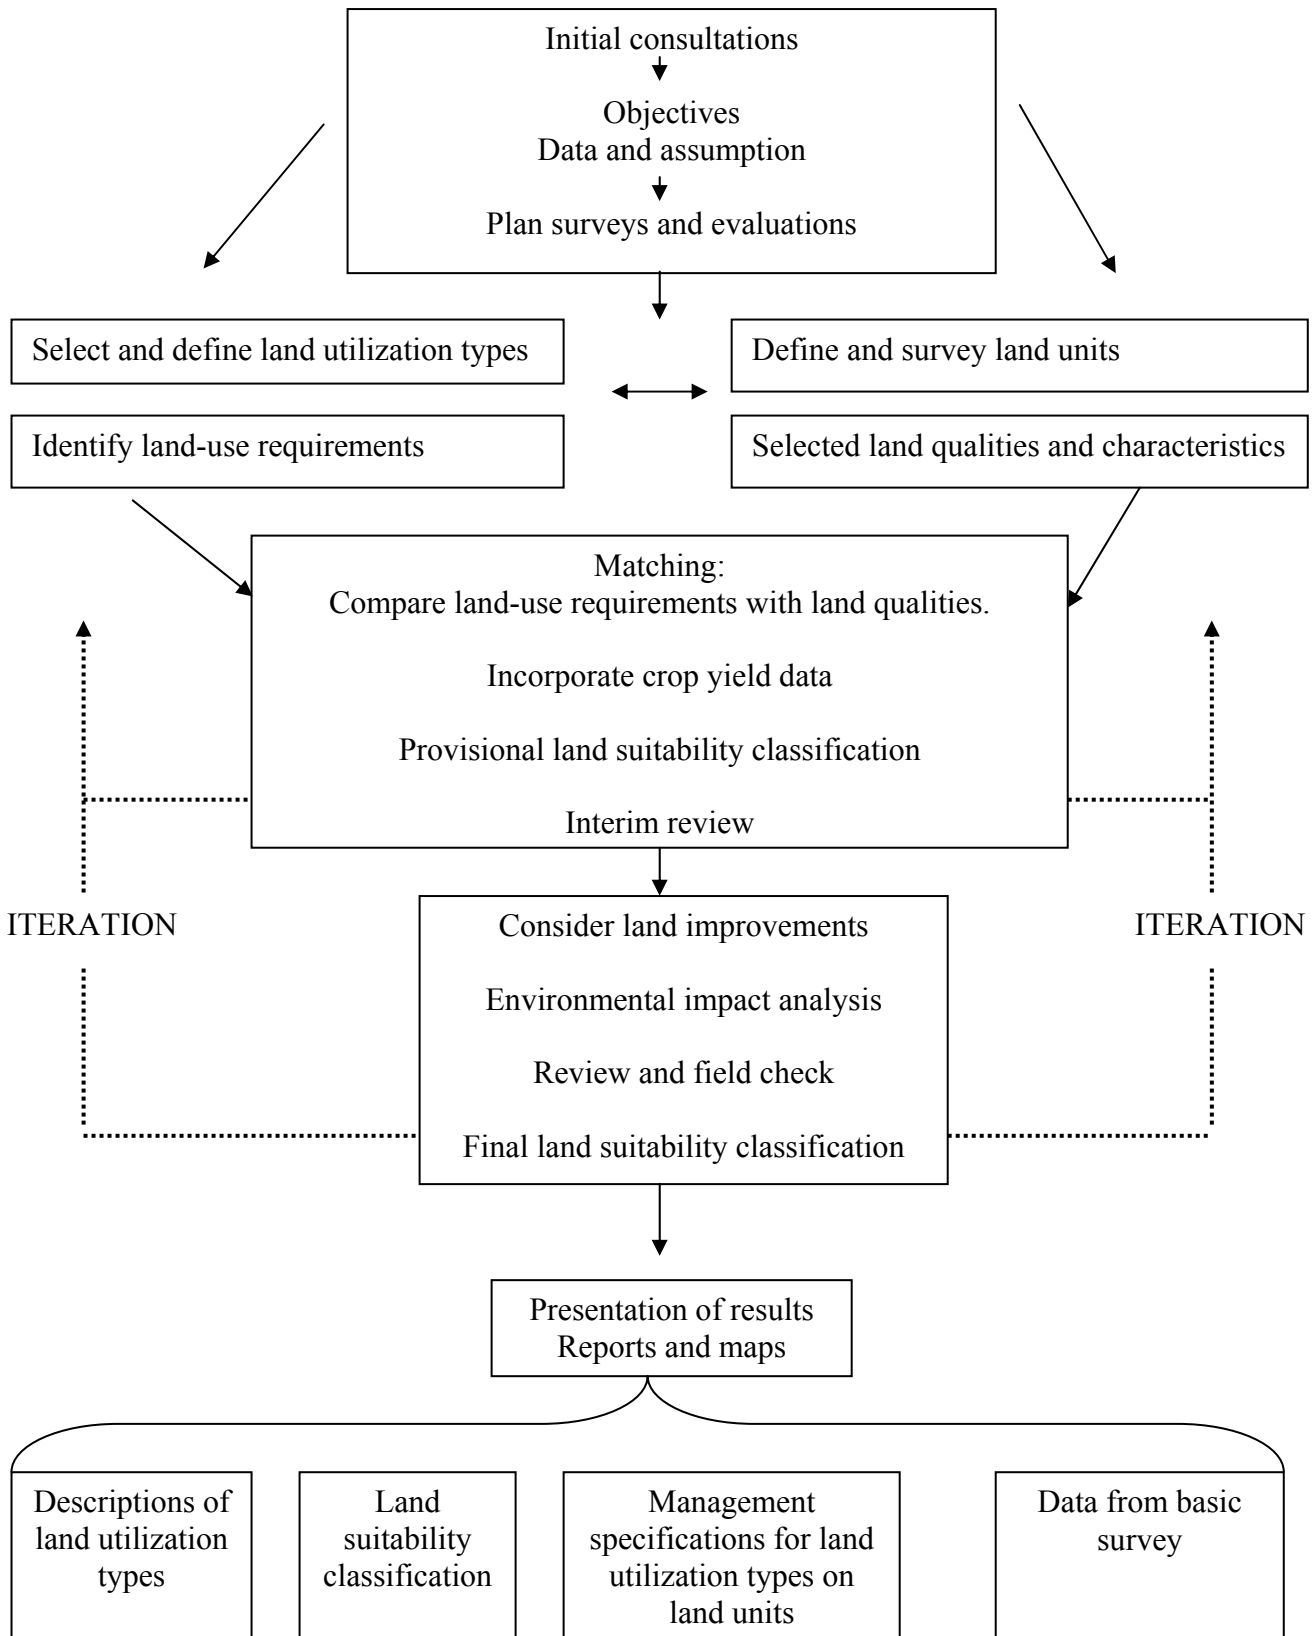 Initial consultations
Objectives
Data and assumption
Plan surveys and evaluations
Select and define land utilization types
Define and survey land units
Identify land-use requirements
Selected land qualities and characteristics
Matching:
Compare land-use requirements with land qualities.
Incorporate crop yield data
Provisional land suitability classification
Interim review
ITERATION
ITERATION
Consider land improvements
Environmental impact analysis
Review and field check
Final land suitability classification
Presentation of results
Reports and maps
Descriptions of
land utilization
types
Land
suitability
classification
Management
specifications for land
utilization types on
land units
Data from basic
survey